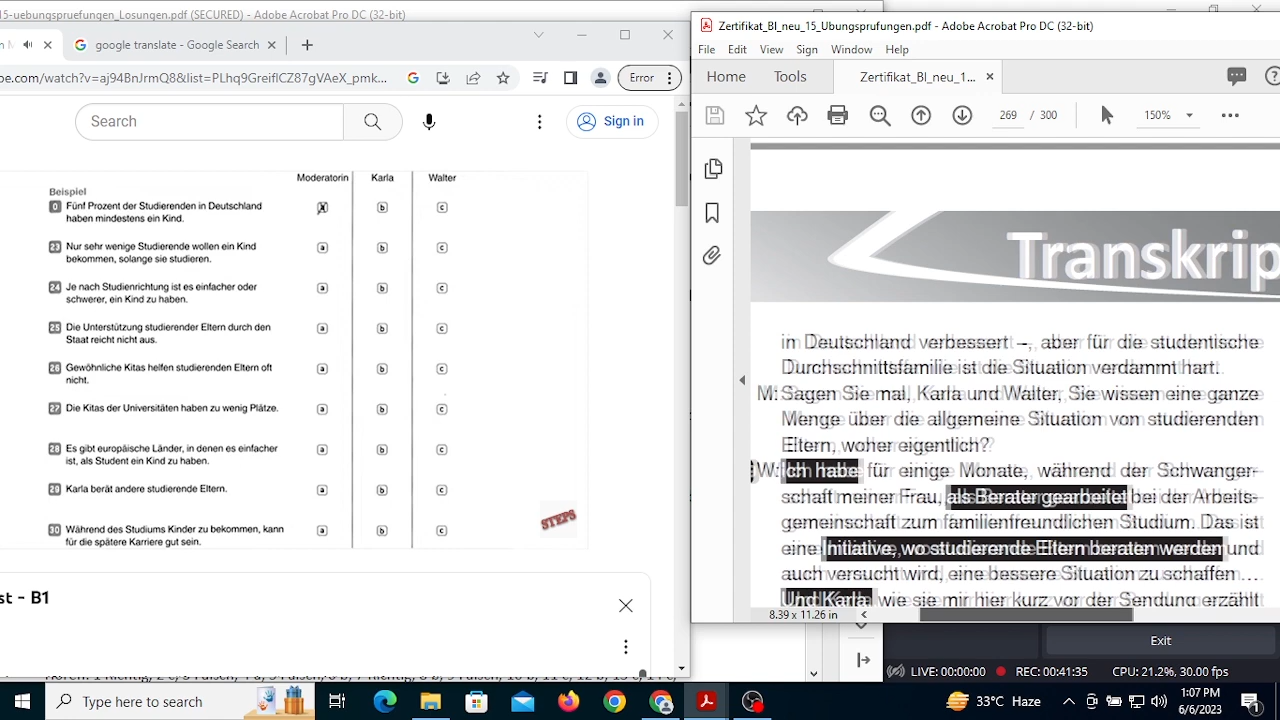 15-uebungspruefungen_Losungen.pdf (SECURED) - Adobe Acrobat Pro DC (32-bit)
google translate - Google Search
be.com/watch?v=aj94BnJrmQ8&list=PLhq9GreiflCZ87gVAeX_pmk...
Error
Search
Sign in
Moderatorin Karla Walter
Beispiel
0 Fünf Prozent der Studierenden in Deutschland
haben mindestens ein Kind.
a b c
23 Nur sehr wenige Studierende wollen ein Kind
bekommen, solange sie studieren.
a b c
24 Je nach Studienrichtung ist es einfacher oder
schwerer, ein Kind zu haben.
a b c
25 Die Unterstützung studierender Eltern durch den
Staat reicht nicht aus.
a b c
26 Gewöhnliche Kitas helfen studierenden Eltern oft
nicht.
a b c
27 Die Kitas der Universitäten haben zu wenig Plätze.
a b c
28 Es gibt europäische Länder, in denen es einfacher
ist, als Student ein Kind zu haben.
a b c
29 Karla berät andere studierende Eltern.
a b c
30 Während des Studiums Kinder zu bekommen, kann
für die spätere Karriere gut sein.
a b c
STEPS
st - B1
Zertifikat_BI_neu_15_Ubungsprufungen.pdf - Adobe Acrobat Pro DC (32-bit)
File Edit View Sign Window Help
Home Tools Zertifikat_BI_neu_1...
269 / 300 150%
Transkrip
in Deutschland verbessert –, aber für die studentische
Durchschnittsfamilie ist die Situation verdammt hart.
M: Sagen Sie mal, Karla und Walter, Sie wissen eine ganze
Menge über die allgemeine Situation von studierenden
Eltern, woher eigentlich?
W: Ich habe für einige Monate, während der Schwanger-
schaft meiner Frau, als Berater gearbeitet bei der Arbeits-
gemeinschaft zum familienfreundlichen Studium. Das ist
eine Initiative, wo studierende Eltern beraten werden und
auch versucht wird, eine bessere Situation zu schaffen ...
Und Karla, wie sie mir hier kurz vor der Sendung erzählt
8.39 x 11.26 in
Exit
LIVE: 00:00:00 REC: 00:41:35 CPU: 21.2%, 30.00 fps
Type here to search
33°C Haze
1:07 PM
6/6/2023